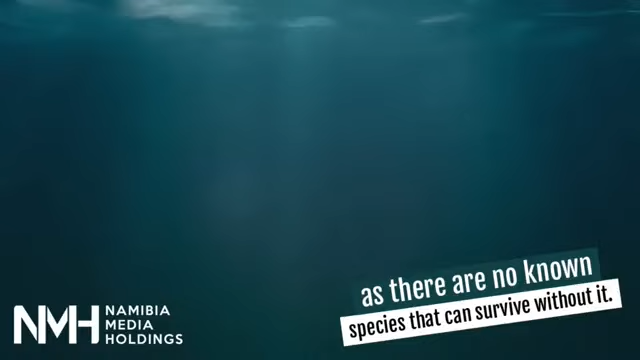 as there are no known
species that can survive without it.
NMH NAMIBIA
MEDIA
HOLDINGS